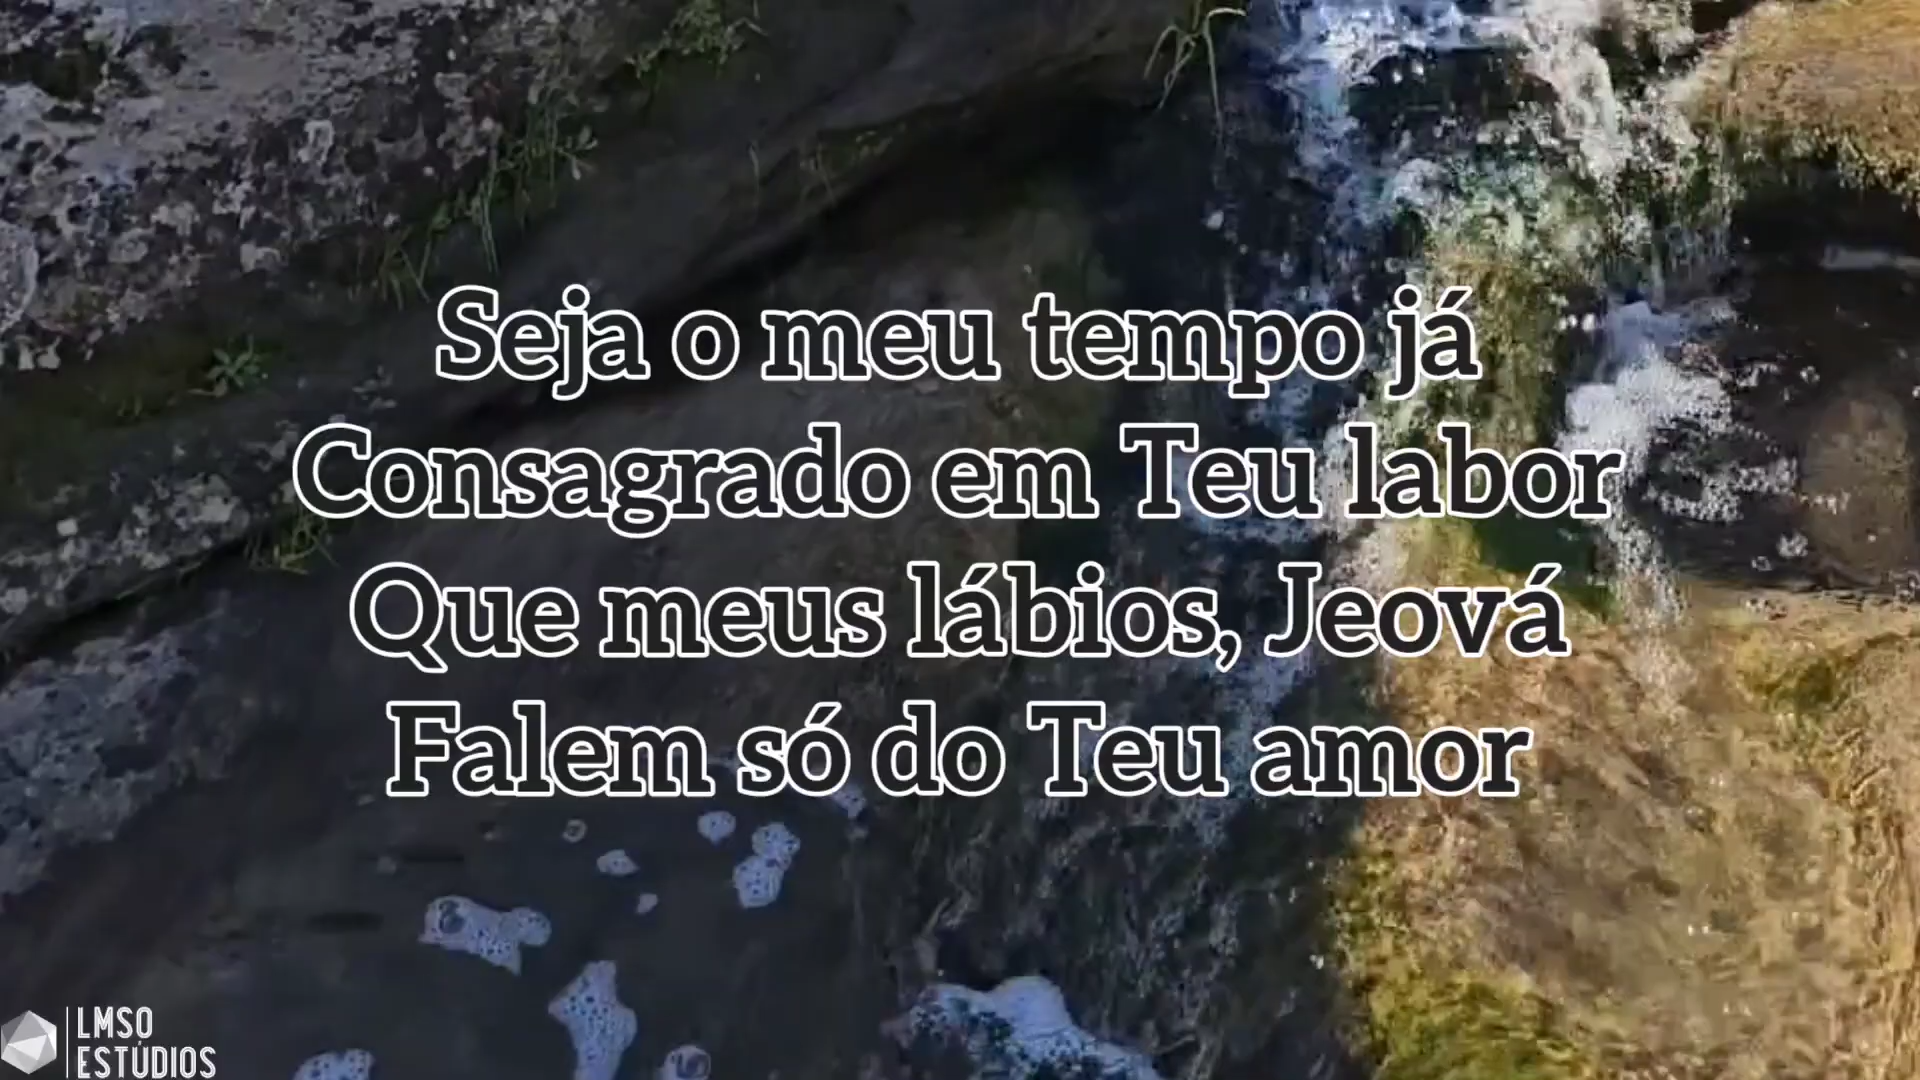 Seja o meu tempo já
Consagrado em Teu labor
Que meus lábios, Jeová
Falem só do Teu amor
LMSO
ESTÚDIOS